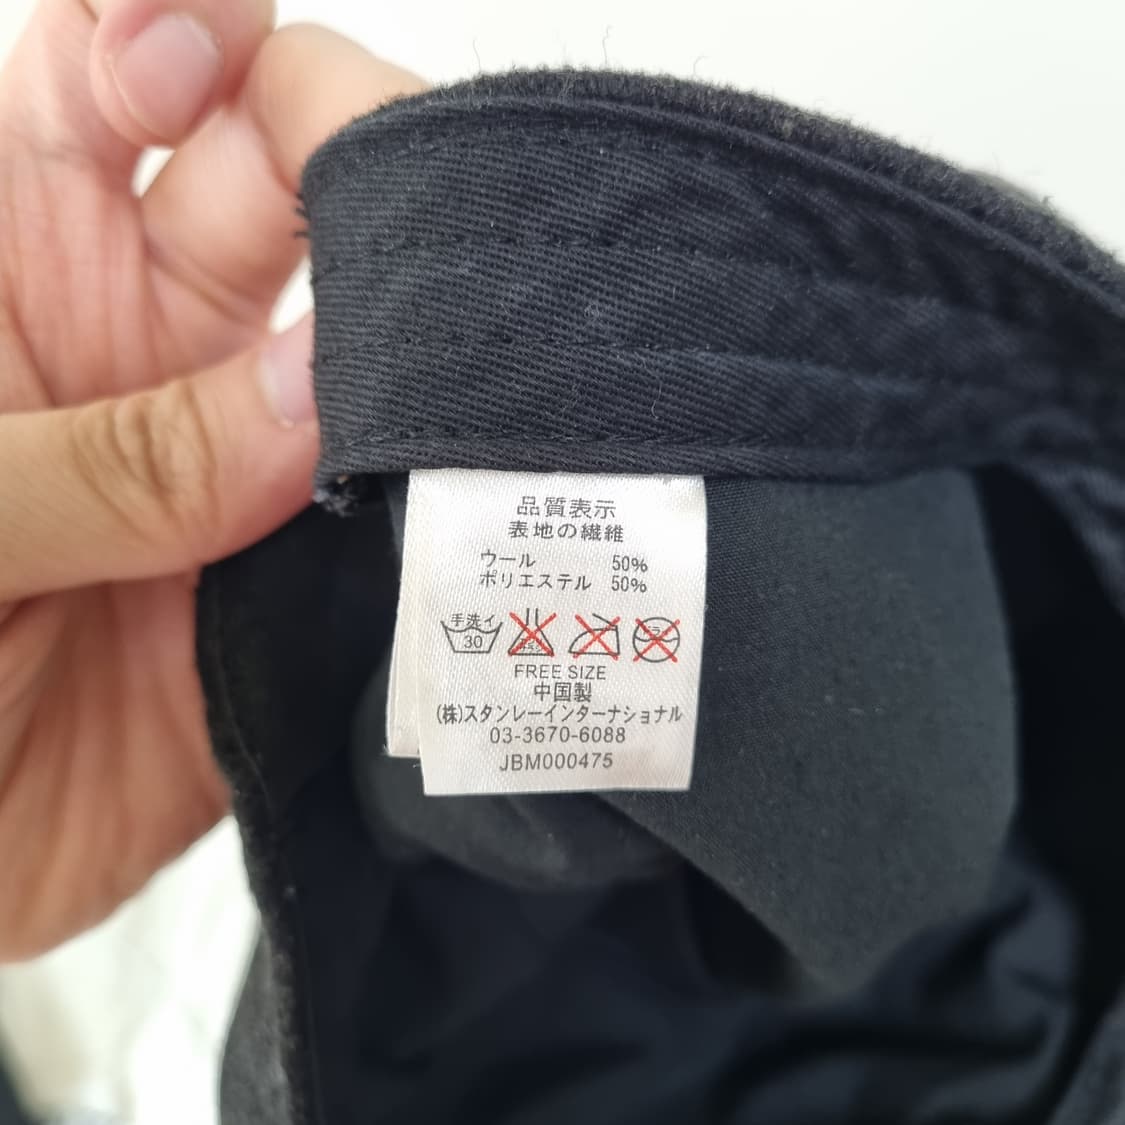 品質表示
表地の繊維
ウール 50%
ポリエステル 50%
手洗イ
30
FREE SIZE
中国製
(株)スタンレーインターナショナル
03-3670-6088
JBM000475